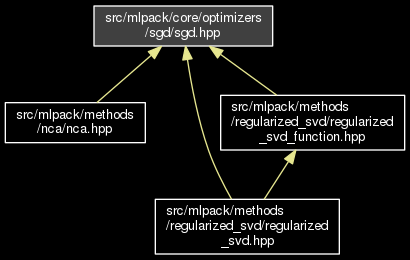 src/mlpack/core/optimizers
/sgd/sgd.hpp
src/mlpack/methods
/nca/nca.hpp
src/mlpack/methods
/regularized_svd/regularized
_svd_function.hpp
src/mlpack/methods
/regularized_svd/regularized
_svd.hpp